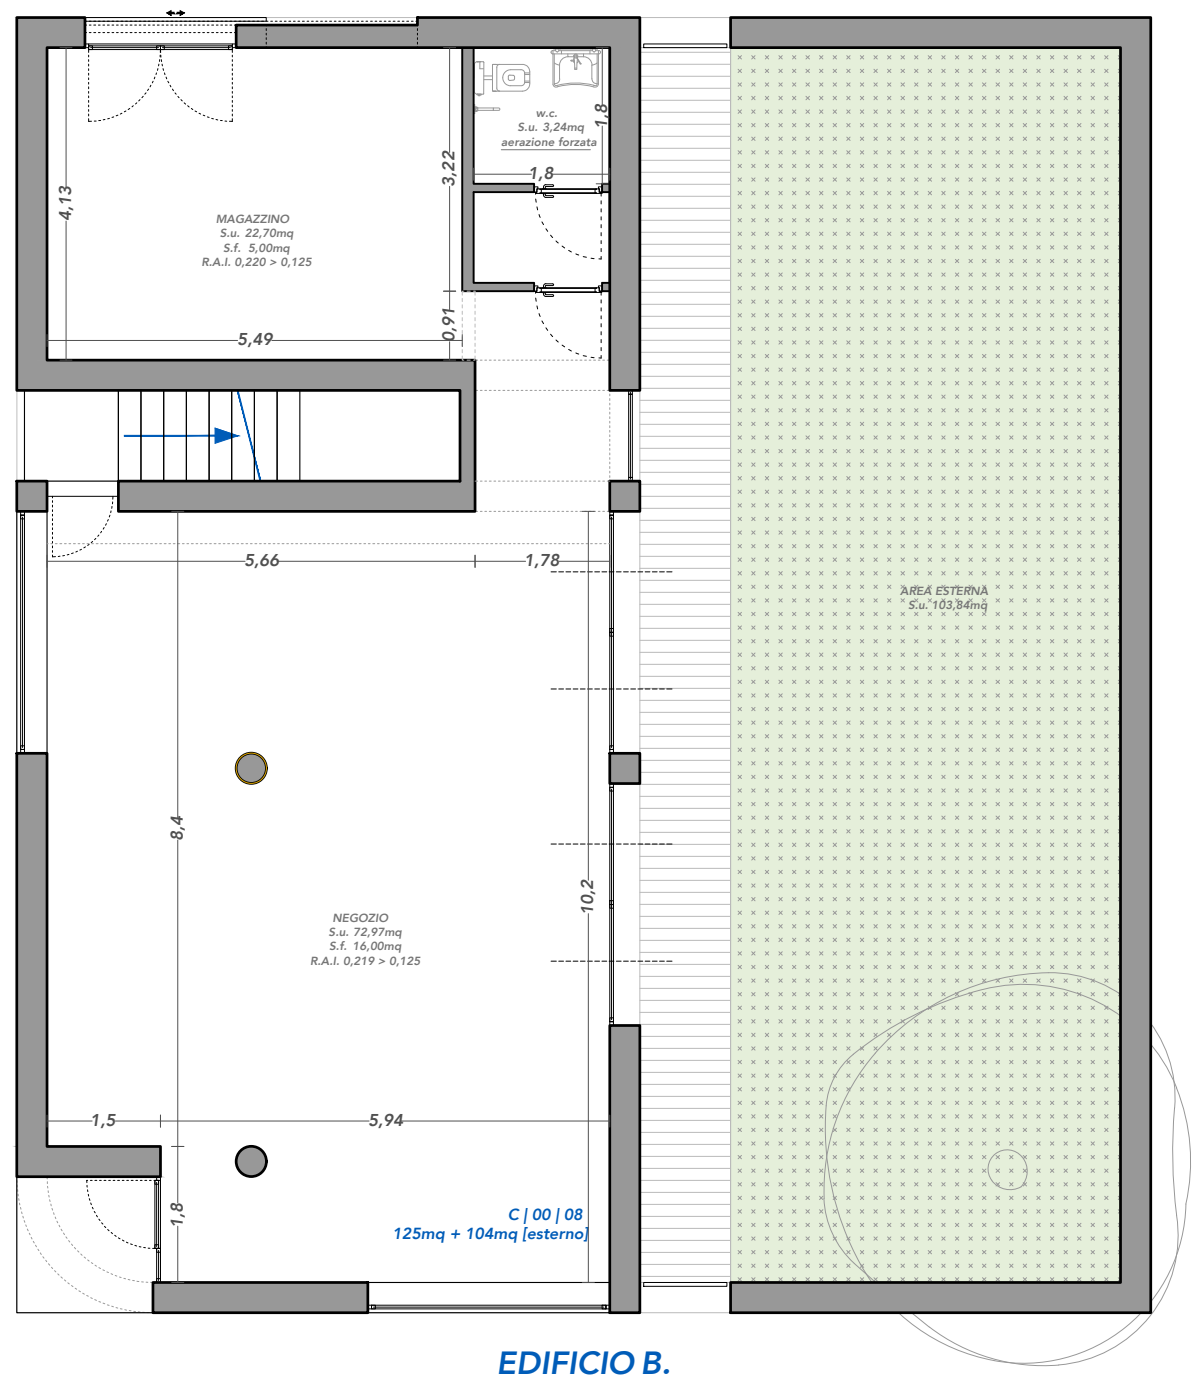 w.c.
S.u. 3,24mq
aerazione forzata
1,8
1,8
3,22
4,13
MAGAZZINO
S.u. 22,70mq
S.f. 5,00mq
R.A.I. 0,220 > 0,125
0,91
5,49
5,66
1,78
AREA ESTERNA
S.u. 103,84mq
8,4
10,2
NEGOZIO
S.u. 72,97mq
S.f. 16,00mq
R.A.I. 0,219 > 0,125
1,5
5,94
1,8
C | 00 | 08
125mq + 104mq [esterno]
EDIFICIO B.